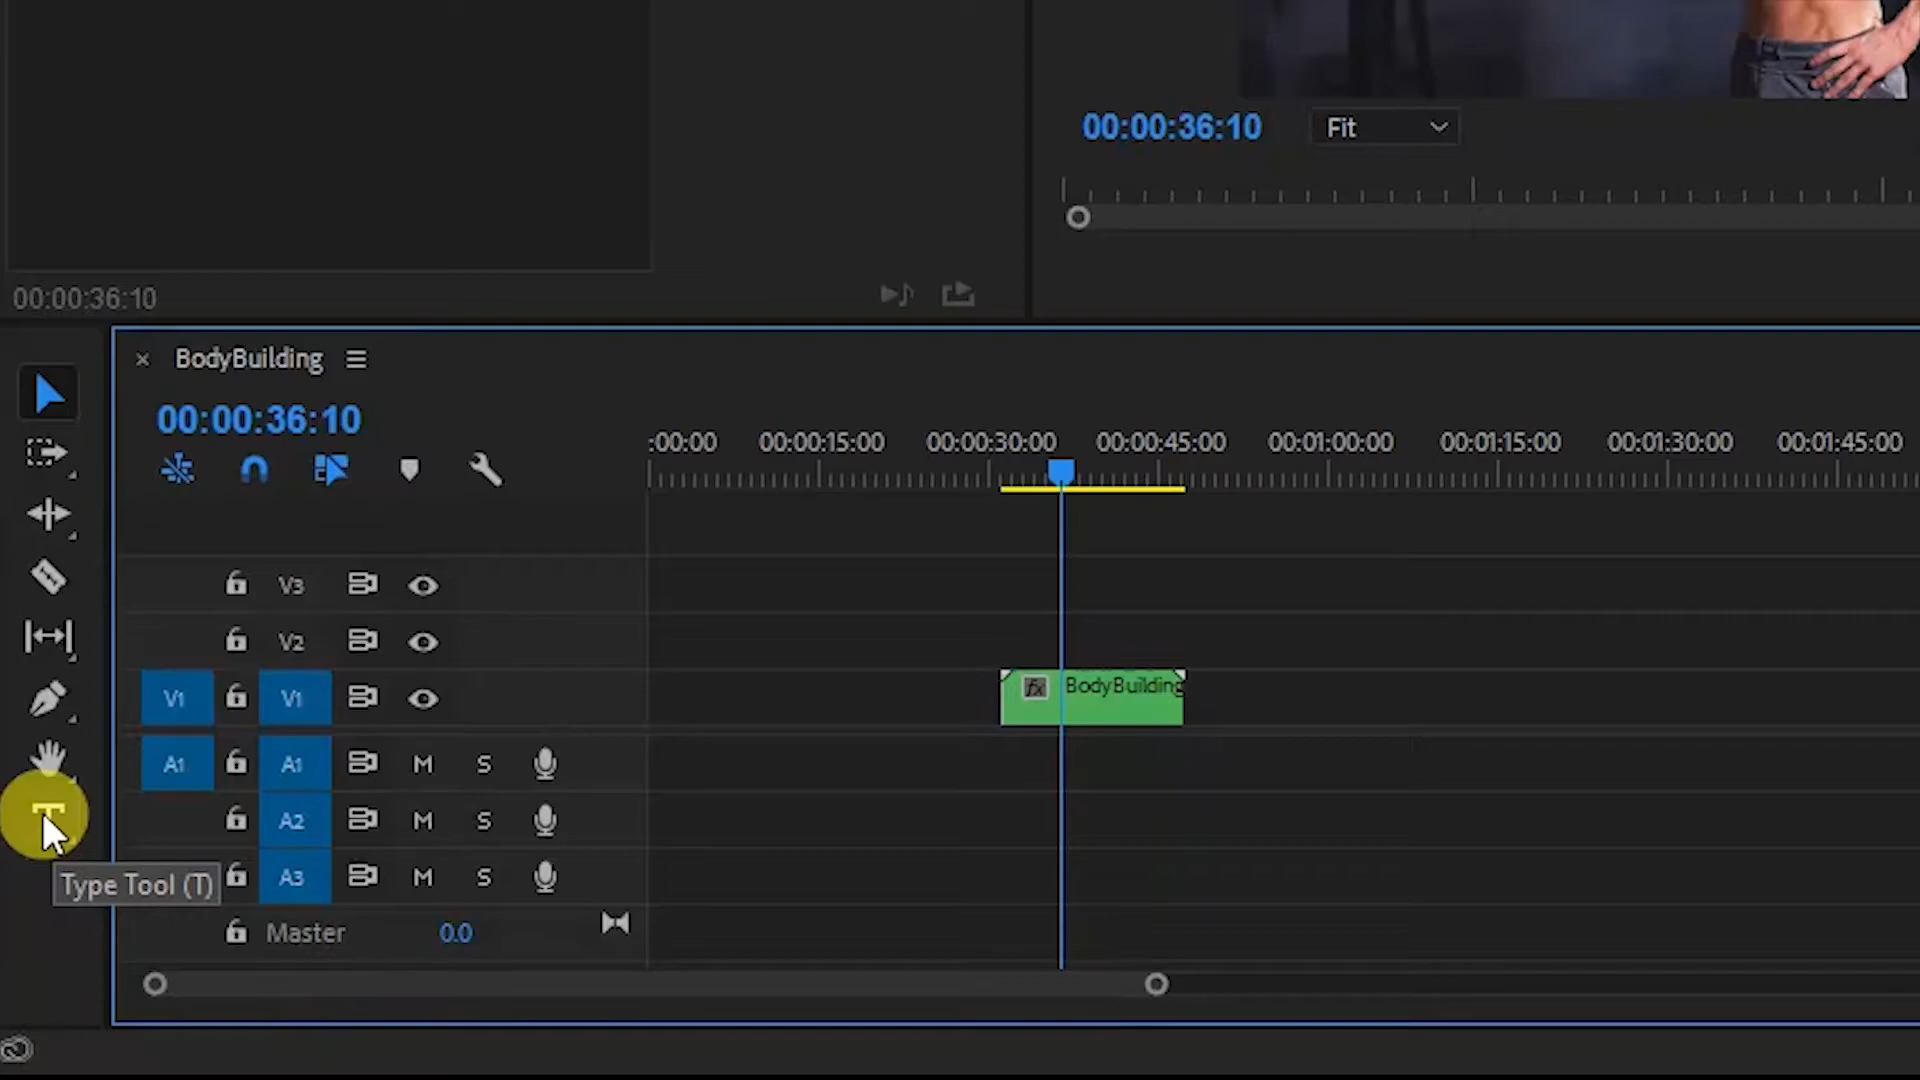 00:00:36:10
Fit
00:00:36:10
BodyBuilding
00:00:36:10
:00:00 00:00:15:00 00:00:30:00 00:00:45:00 00:01:00:00 00:01:15:00 00:01:30:00 00:01:45:00
V3
V2
V1 V1
fx BodyBuilding
A1 A1 M S
A2 M S
Type Tool (T) A3 M S
Master 0.0